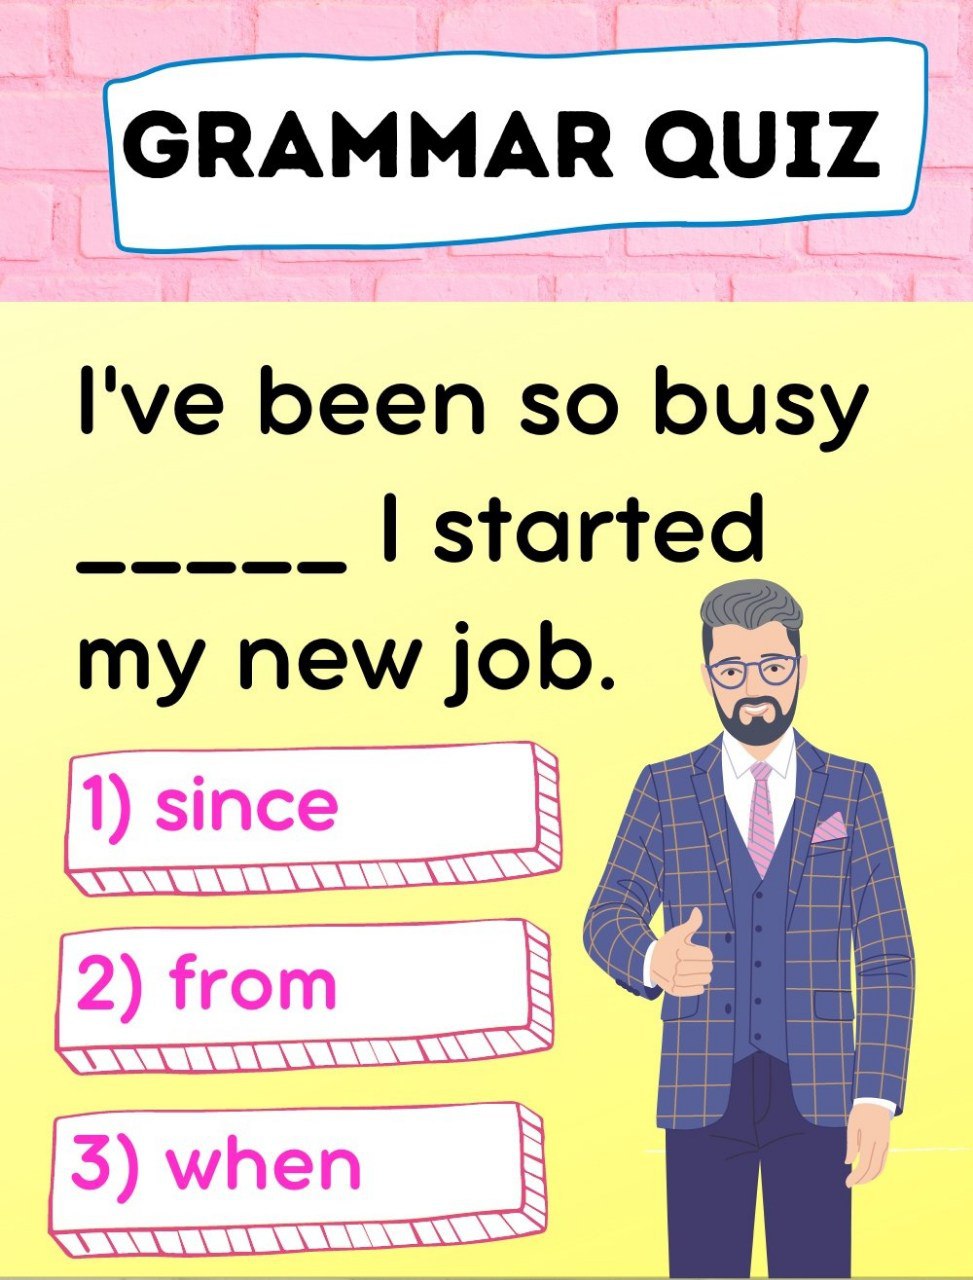 GRAMMAR QUIZ
I've been so busy
_____ I started
my new job.
1) since
2) from
3) when